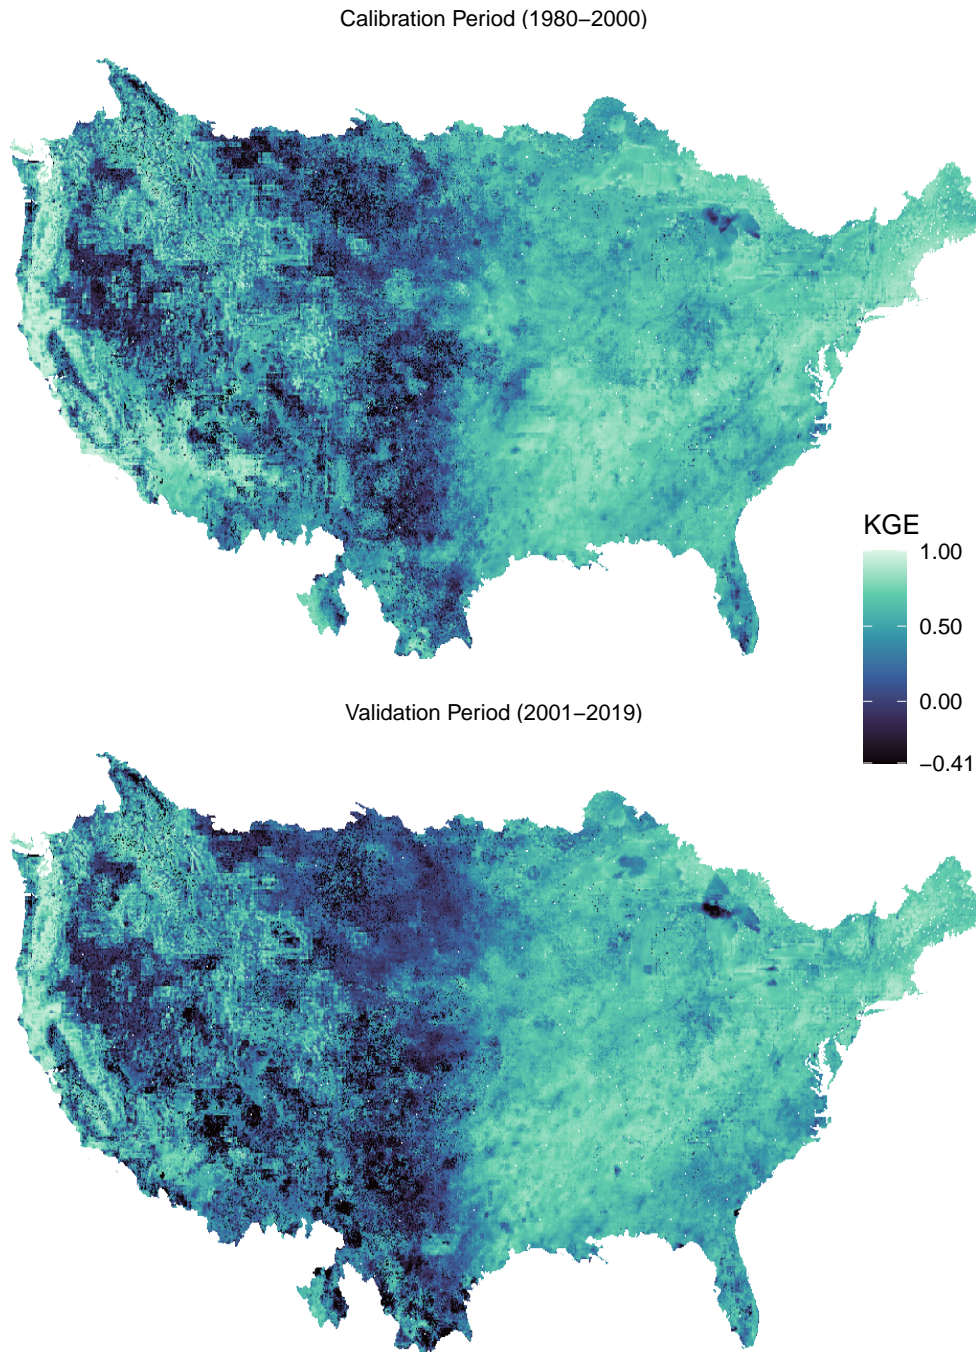 Calibration Period (1980−2000)
KGE
1.00
0.50
0.00
−0.41
Validation Period (2001−2019)